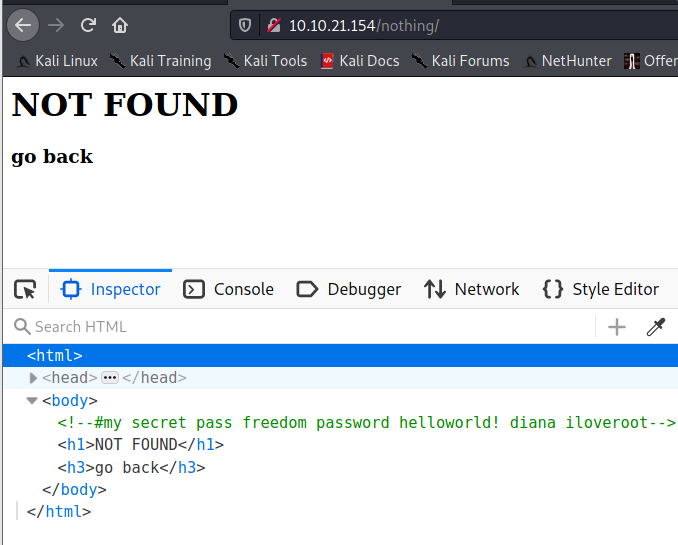 10.10.21.154/nothing/
Kali Linux Kali Training Kali Tools Kali Docs Kali Forums NetHunter Offen
NOT FOUND
go back
Inspector Console Debugger Network Style Editor
Search HTML
<html>
<head> ••• </head>
<body>
<!--#my secret pass freedom password helloworld! diana iloveroot-->
<h1>NOT FOUND</h1>
<h3>go back</h3>
</body>
</html>